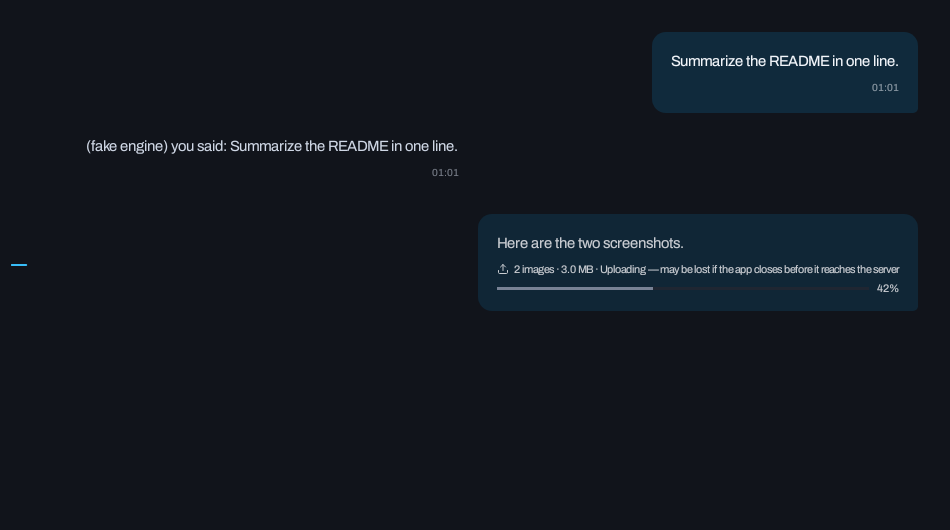 Summarize the README in one line.
01:01
(fake engine) you said: Summarize the README in one line.
01:01
Here are the two screenshots.
2 images · 3.0 MB · Uploading — may be lost if the app closes before it reaches the server
42%